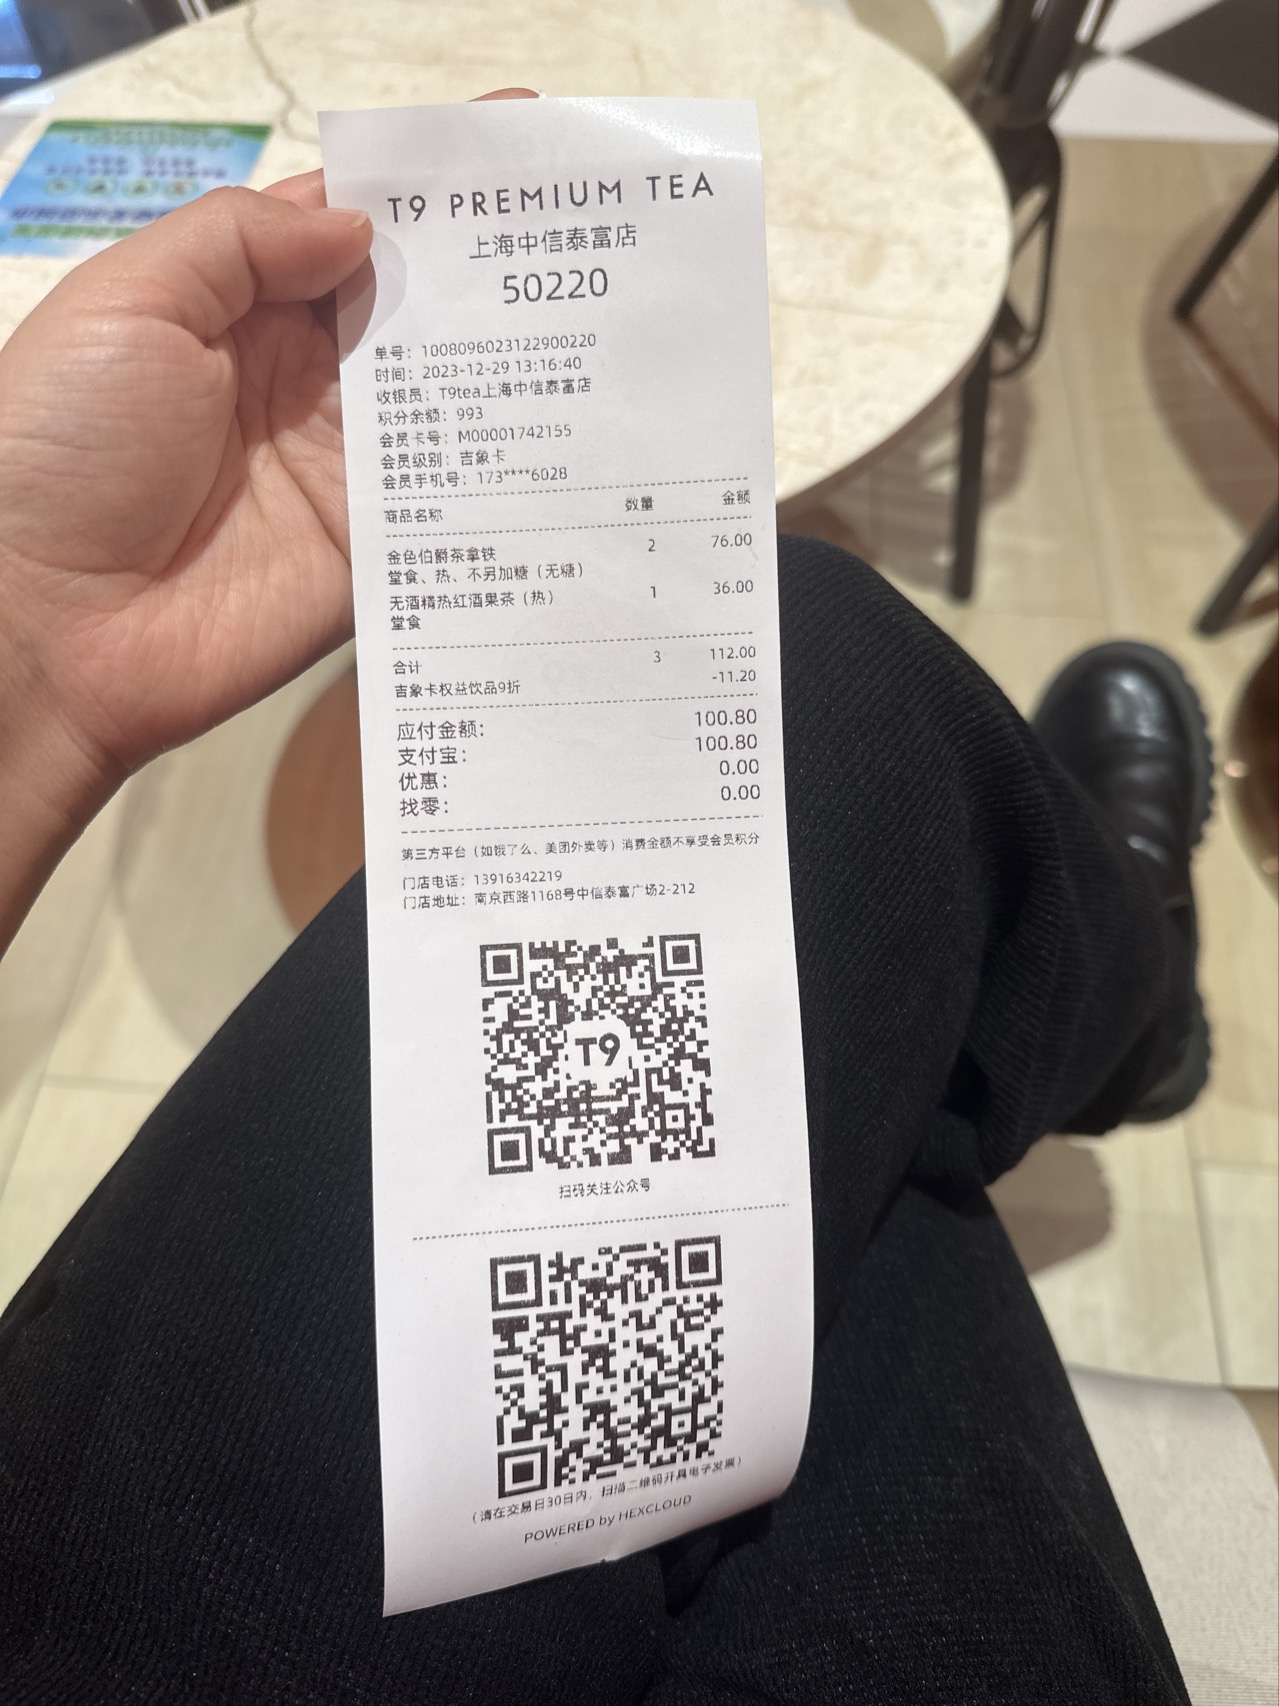 T9 PREMIUM TEA
上海中信泰富店
50220
单号：1008096023122900220
时间：2023-12-29 13:16:40
收银员：T9tea上海中信泰富店
积分余额：993
会员卡号：M00001742155
会员级别：吉象卡
会员手机号：173****6028
商品名称 数量 金额
金色伯爵茶拿铁 2 76.00
堂食、热、不另加糖（无糖）
无酒精热红酒果茶（热） 1 36.00
堂食
合计 3 112.00
吉象卡权益饮品9折 -11.20
应付金额： 100.80
支付宝： 100.80
优惠： 0.00
找零： 0.00
第三方平台（如饿了么、美团外卖等）消费金额不享受会员积分
门店电话：13916342219
门店地址：南京西路1168号中信泰富广场2-212
T9
扫码关注公众号
（请在交易日30日内，扫描二维码开具电子发票）
POWERED by HEXCLOUD